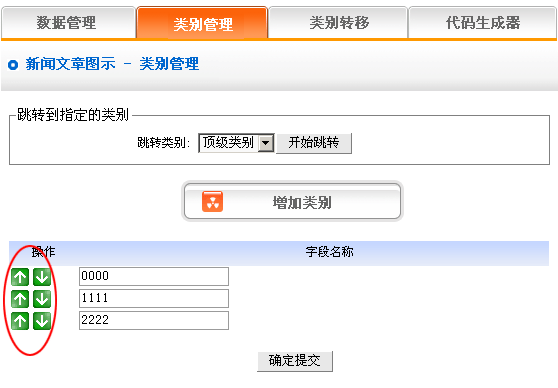 数据管理 类别管理 类别转移 代码生成器
新闻文章图示 - 类别管理
跳转到指定的类别
跳转类别: 顶级类别 开始跳转
增加类别
操作 字段名称
0000
1111
2222
确定提交